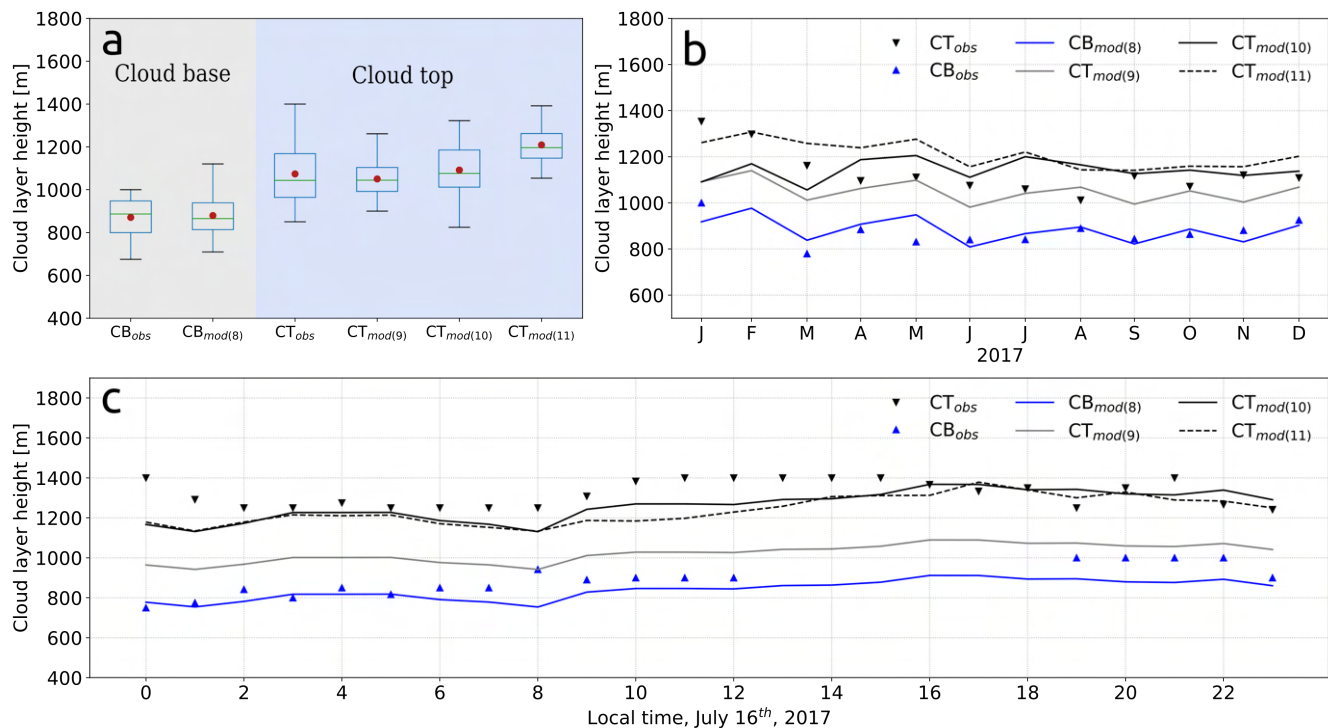 a
Cloud base
Cloud top
Cloud layer height [m]
1800
1600
1400
1200
1000
800
600
400
CB_obs
CB_mod(8)
CT_obs
CT_mod(9)
CT_mod(10)
CT_mod(11)
b
CT_obs
CB_obs
CB_mod(8)
CT_mod(9)
CT_mod(10)
CT_mod(11)
Cloud layer height [m]
1800
1600
1400
1200
1000
800
600
J F M A M J J A S O N D
2017
c
CT_obs
CB_obs
CB_mod(8)
CT_mod(9)
CT_mod(10)
CT_mod(11)
Cloud layer height [m]
1800
1600
1400
1200
1000
800
600
400
0 2 4 6 8 10 12 14 16 18 20 22
Local time, July 16^th, 2017